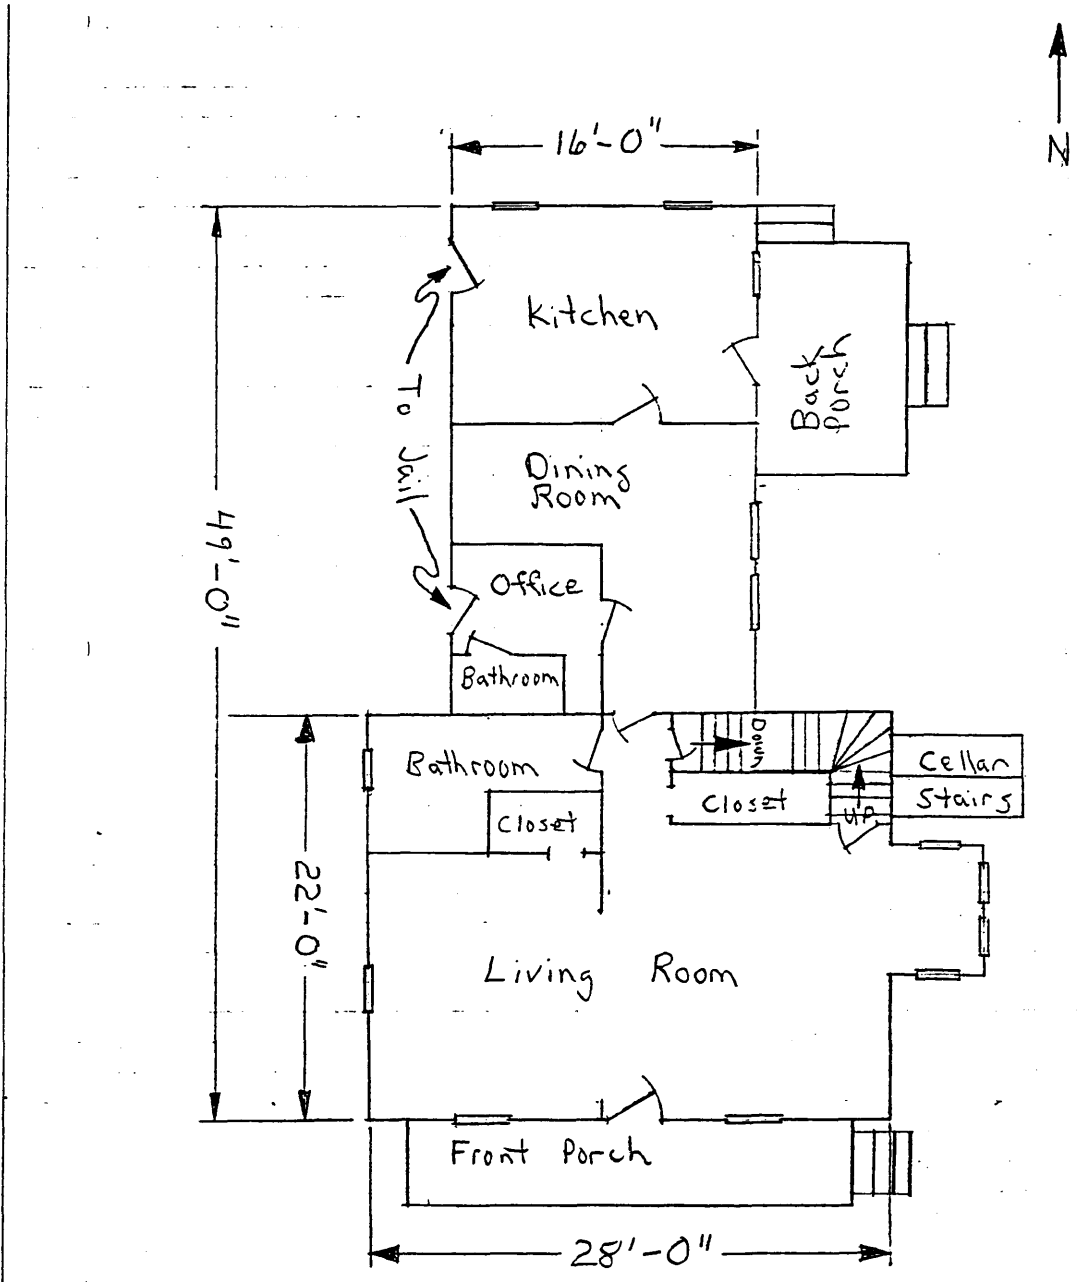 16'-0"
N
Kitchen
Back
Porch
To Jail
Dining
Room
49'-0"
Office
Bathroom
Down
Bathroom
Cellar
Closet
Stairs
Closet
UP
22'-0"
Living Room
Front Porch
28'-0"